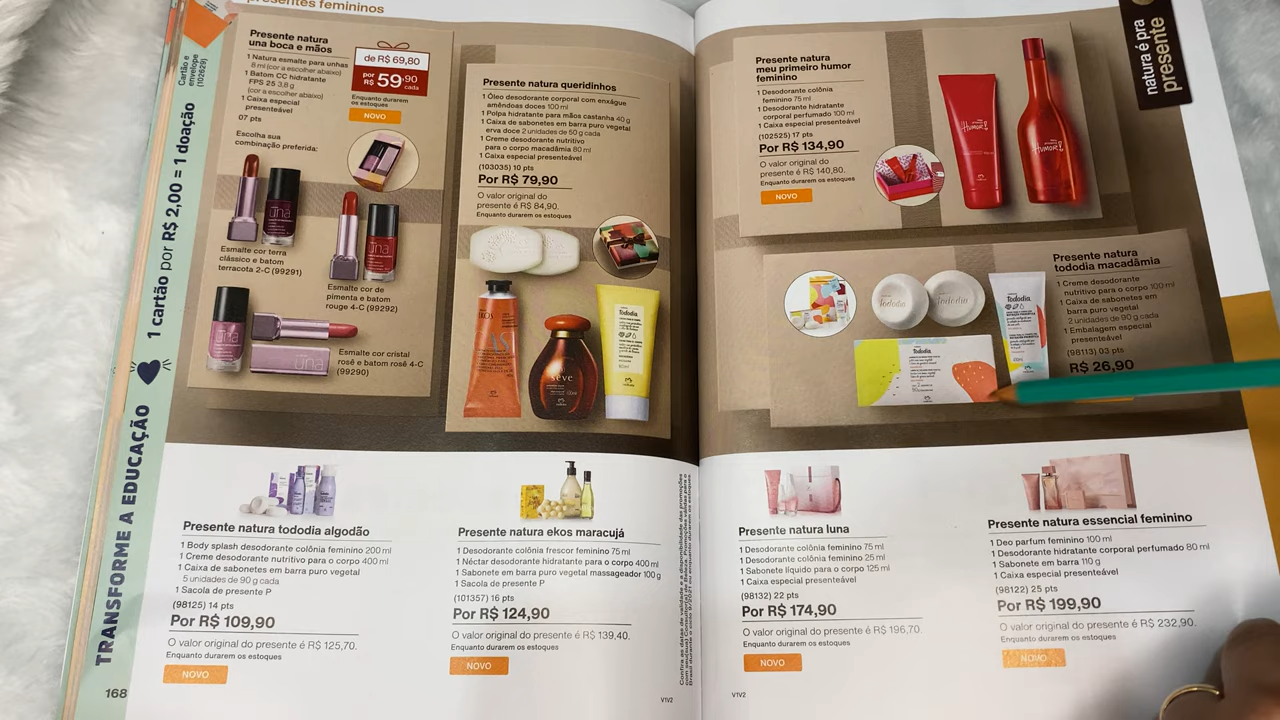 presentes femininos
Cartão e
envelope
(102629)
1 cartão por R$ 2,00 = 1 doação
TRANSFORME A EDUCAÇÃO
168
Presente natura
una boca e mãos
1 Natura esmalte para unhas
8 ml (cor a escolher abaixo)
1 Batom CC hidratante
FPS 25 3,8 g
(cor a escolher abaixo)
1 Caixa especial
presenteável
07 pts
de R$ 69,80
por
R$ 59,90
cada
Enquanto durarem
os estoques
NOVO
Escolha sua
combinação preferida:
una
una
Esmalte cor terra
clássico e batom
terracota 2-C (99291)
Esmalte cor de
pimenta e batom
rouge 4-C (99292)
una
Esmalte cor cristal
rosê e batom rosé 4-C
(99290)
Presente natura queridinhos
1 Óleo desodorante corporal com enxágue
amêndoas doces 100 ml
1 Polpa hidratante para mãos castanha 40 g
1 Caixa de sabonetes em barra puro vegetal
erva doce 2 unidades de 50 g cada
1 Creme desodorante nutritivo
para o corpo macadâmia 80 ml
1 Caixa especial presenteável
(103035) 10 pts
Por R$ 79,90
O valor original do
presente é R$ 84,90.
Enquanto durarem os estoques
EKOS
sève
Tododia
natura
Presente natura
meu primeiro humor
feminino
1 Desodorante colônia
feminino 75 ml
1 Desodorante hidratante
corporal perfumado 100 ml
1 Caixa especial presenteável
(102525) 17 pts
Por R$ 134,90
O valor original do
presente é R$ 140,80.
Enquanto durarem os estoques
NOVO
Humor!
Humor!
natura é pra
presente
Presente natura
tododia macadâmia
1 Creme desodorante
nutritivo para o corpo 100 ml
1 Caixa de sabonetes em
barra puro vegetal
2 unidades de 90 g cada
1 Embalagem especial
presenteável
(98113) 03 pts
R$ 26,90
Tododia
Tododia
Tododia
Tododia
Presente natura tododia algodão
1 Body splash desodorante colônia feminino 200 ml
1 Creme desodorante nutritivo para o corpo 400 ml
1 Caixa de sabonetes em barra puro vegetal
5 unidades de 90 g cada
1 Sacola de presente P
(98125) 14 pts
Por R$ 109,90
O valor original do presente é R$ 125,70.
Enquanto durarem os estoques
NOVO
Presente natura ekos maracujá
1 Desodorante colônia frescor feminino 75 ml
1 Néctar desodorante hidratante para o corpo 400 ml
1 Sabonete em barra puro vegetal massageador 100 g
1 Sacola de presente P
(101357) 16 pts
Por R$ 124,90
O valor original do presente é R$ 139,40.
Enquanto durarem os estoques
NOVO
V1V2
Presente natura luna
1 Desodorante colônia feminino 75 ml
1 Desodorante colônia feminino 25 ml
1 Sabonete líquido para o corpo 125 ml
1 Caixa especial presenteável
(98132) 22 pts
Por R$ 174,90
O valor original do presente é R$ 196,70.
Enquanto durarem os estoques
NOVO
V1V2
Presente natura essencial feminino
1 Deo parfum feminino 100 ml
1 Desodorante hidratante corporal perfumado 80 ml
1 Sabonete em barra 110 g
1 Caixa especial presenteável
(98122) 25 pts
Por R$ 199,90
O valor original do presente é R$ 232,90.
Enquanto durarem os estoques
NOVO